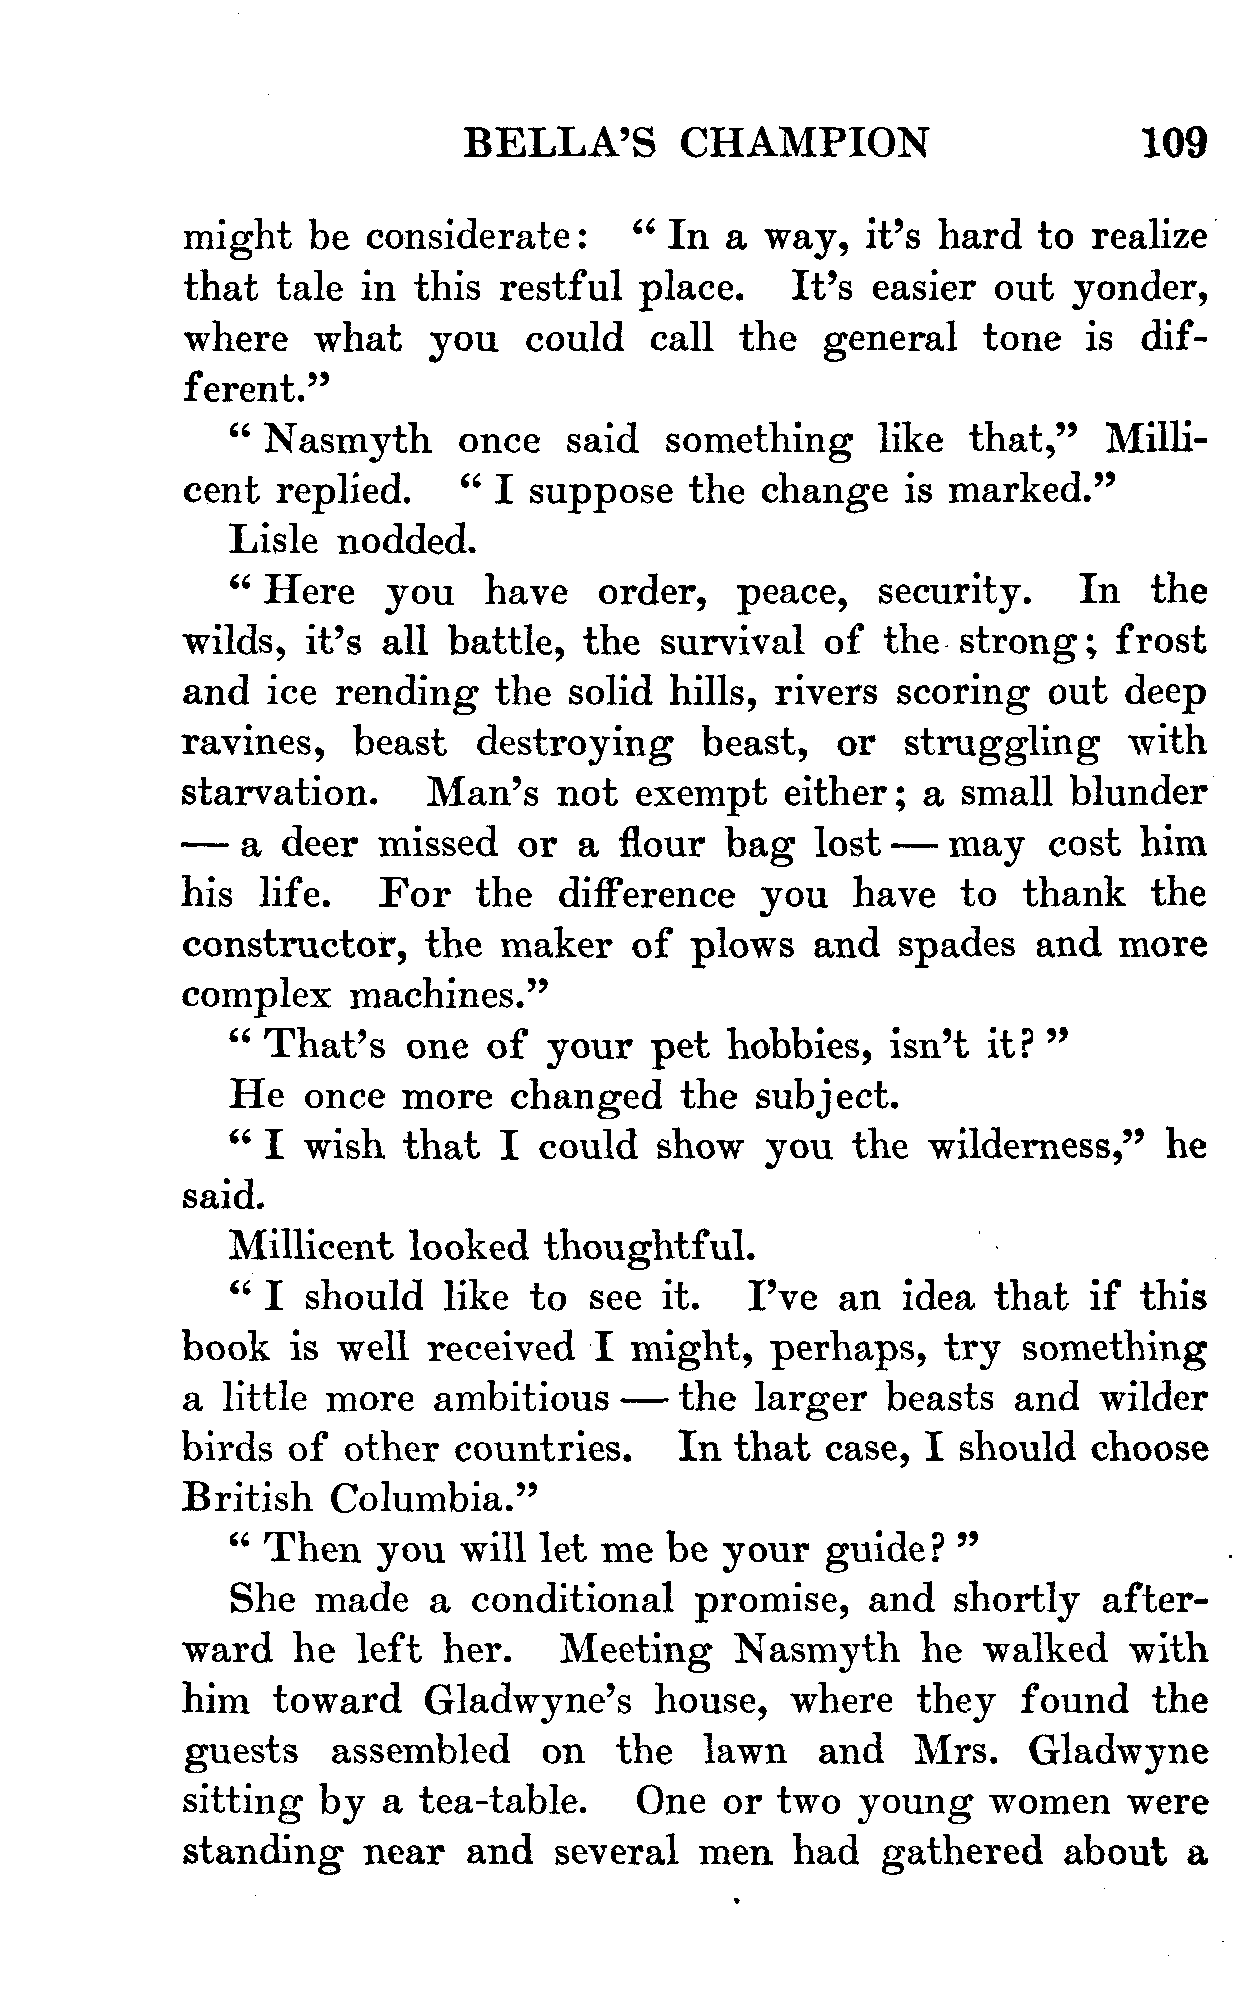 BELLA'S CHAMPION 109
might be considerate: “ In a way, it's hard to realize
that tale in this restful place. It's easier out yonder,
where what you could call the general tone is dif-
ferent.”
“ Nasmyth once said something like that,” Milli-
cent replied. “ I suppose the change is marked.”
Lisle nodded.
“ Here you have order, peace, security. In the
wilds, it's all battle, the survival of the strong; frost
and ice rending the solid hills, rivers scoring out deep
ravines, beast destroying beast, or struggling with
starvation. Man's not exempt either; a small blunder
— a deer missed or a flour bag lost — may cost him
his life. For the difference you have to thank the
constructor, the maker of plows and spades and more
complex machines.”
“ That's one of your pet hobbies, isn't it? ”
He once more changed the subject.
“ I wish that I could show you the wilderness,” he
said.
Millicent looked thoughtful.
“ I should like to see it. I've an idea that if this
book is well received I might, perhaps, try something
a little more ambitious — the larger beasts and wilder
birds of other countries. In that case, I should choose
British Columbia.”
“ Then you will let me be your guide? ”
She made a conditional promise, and shortly after-
ward he left her. Meeting Nasmyth he walked with
him toward Gladwyne's house, where they found the
guests assembled on the lawn and Mrs. Gladwyne
sitting by a tea-table. One or two young women were
standing near and several men had gathered about a